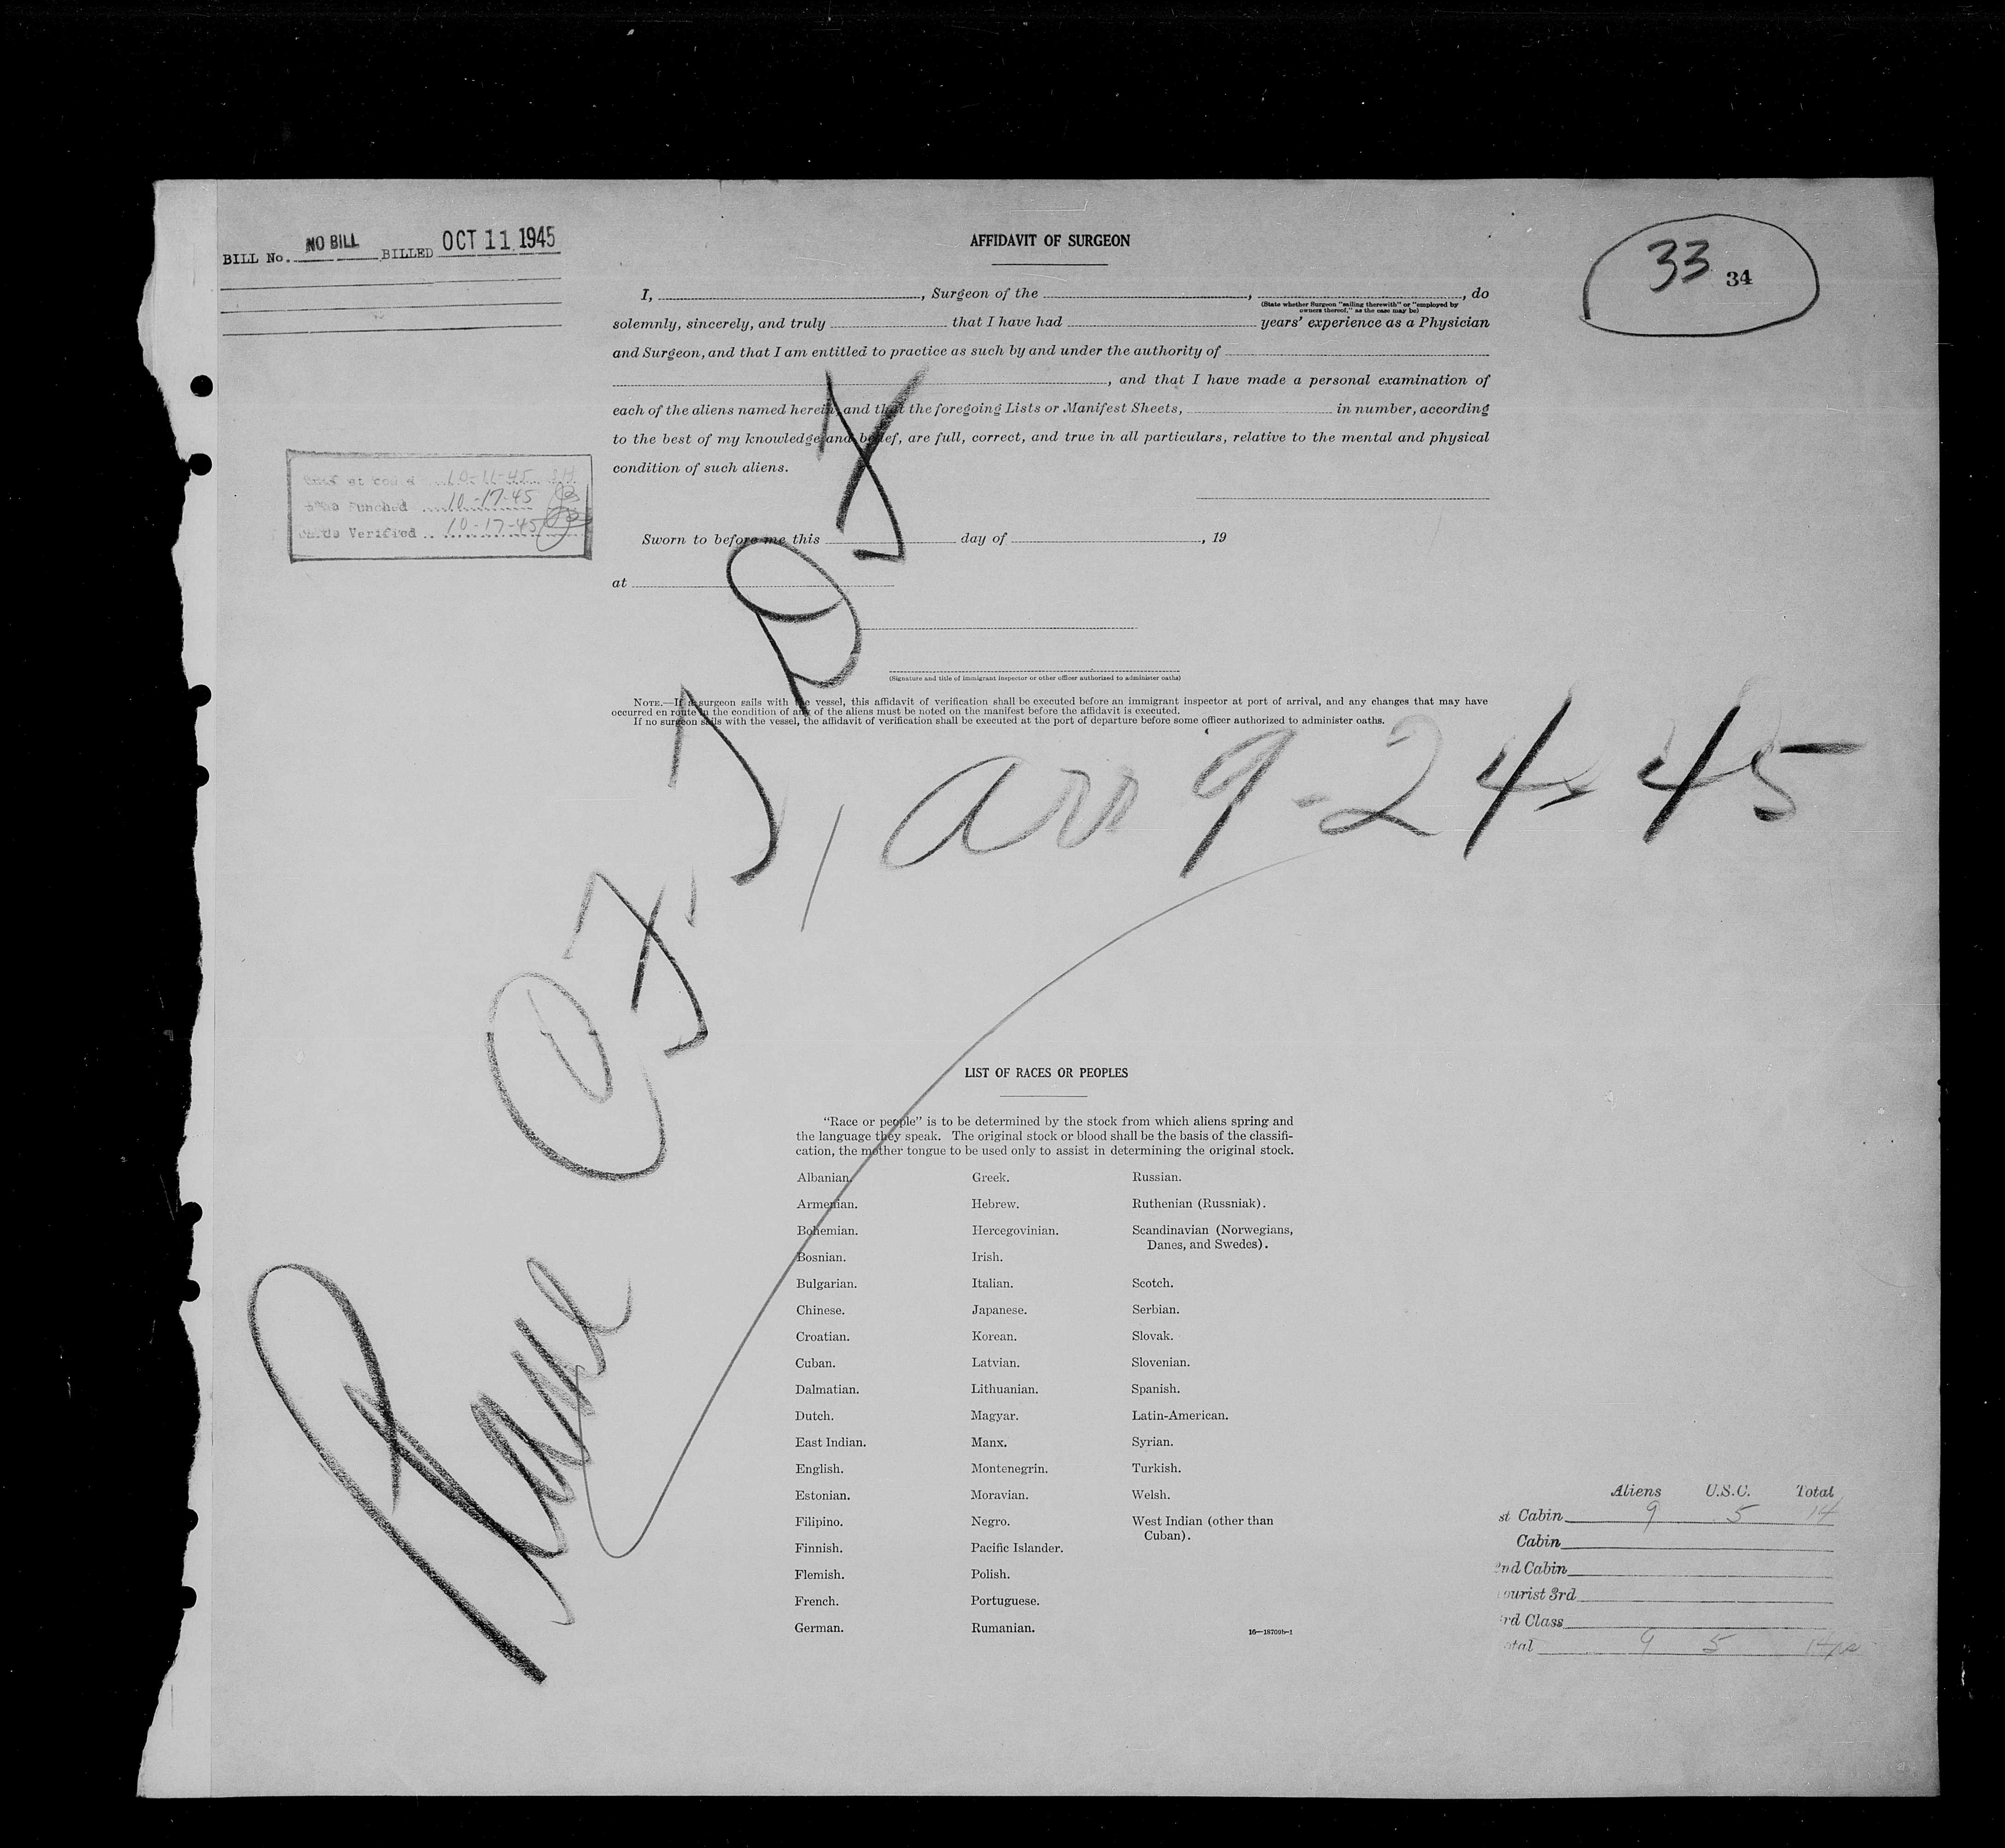 NO BILL
BILL No. BILLED OCT 11 1945
AFFIDAVIT OF SURGEON
33 34
I, , Surgeon of the , , do
(State whether Surgeon "sailing therewith" or "employed by
owners thereof," as the case may be)
solemnly, sincerely, and truly that I have had years' experience as a Physician
and Surgeon, and that I am entitled to practice as such by and under the authority of
, and that I have made a personal examination of
each of the aliens named herein, and that the foregoing Lists or Manifest Sheets, in number, according
to the best of my knowledge and belief, are full, correct, and true in all particulars, relative to the mental and physical
condition of such aliens.
10-11-45
Punched 10-17-45
Verified 10-17-45
Sworn to before me this day of , 19
at
(Signature and title of immigrant inspector or other officer authorized to administer oaths)
NOTE.—If a surgeon sails with the vessel, this affidavit of verification shall be executed before an immigrant inspector at port of arrival, and any changes that may have
occurred en route in the condition of any of the aliens must be noted on the manifest before the affidavit is executed.
If no surgeon sails with the vessel, the affidavit of verification shall be executed at the port of departure before some officer authorized to administer oaths.
Plane
, arr 9-24-45
LIST OF RACES OR PEOPLES
"Race or people" is to be determined by the stock from which aliens spring and
the language they speak. The original stock or blood shall be the basis of the classifi-
cation, the mother tongue to be used only to assist in determining the original stock.
Albanian.
Armenian.
Bohemian.
Bosnian.
Bulgarian.
Chinese.
Croatian.
Cuban.
Dalmatian.
Dutch.
East Indian.
English.
Estonian.
Filipino.
Finnish.
Flemish.
French.
German.
Greek.
Hebrew.
Hercegovinian.
Irish.
Italian.
Japanese.
Korean.
Latvian.
Lithuanian.
Magyar.
Manx.
Montenegrin.
Moravian.
Negro.
Pacific Islander.
Polish.
Portuguese.
Rumanian.
Russian.
Ruthenian (Russniak).
Scandinavian (Norwegians,
Danes, and Swedes).
Scotch.
Serbian.
Slovak.
Slovenian.
Spanish.
Latin-American.
Syrian.
Turkish.
Welsh.
West Indian (other than
Cuban).
16—18709b-1
Aliens U.S.C. Total
st Cabin 9 5 14
Cabin
2nd Cabin
ourist 3rd
rd Class
otal 9 5 14